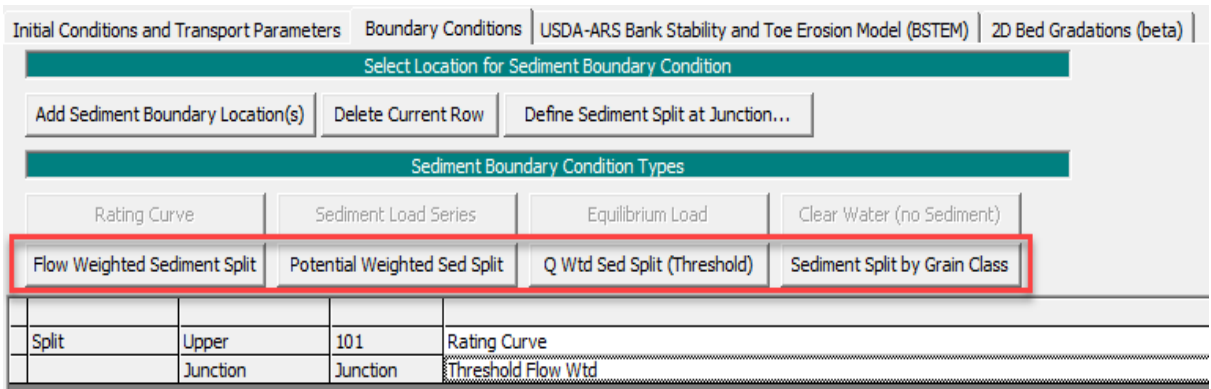 Initial Conditions and Transport Parameters Boundary Conditions USDA-ARS Bank Stability and Toe Erosion Model (BSTEM) 2D Bed Gradations (beta)
Select Location for Sediment Boundary Condition
Add Sediment Boundary Location(s) Delete Current Row Define Sediment Split at Junction...
Sediment Boundary Condition Types
Rating Curve Sediment Load Series Equilibrium Load Clear Water (no Sediment)
Flow Weighted Sediment Split Potential Weighted Sed Split Q Wtd Sed Split (Threshold) Sediment Split by Grain Class
Split Upper 101 Rating Curve
Junction Junction Threshold Flow Wtd